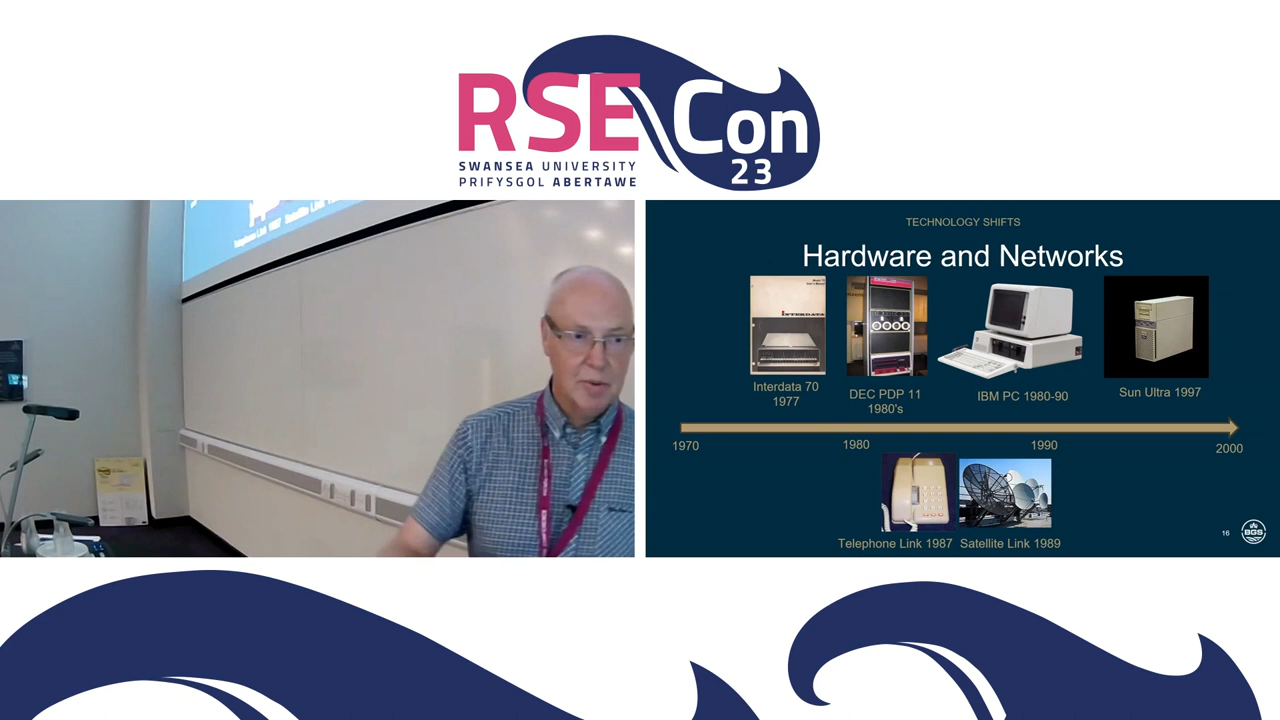 RSE Con
23
SWANSEA UNIVERSITY
PRIFYSGOL ABERTAWE
TECHNOLOGY SHIFTS
Hardware and Networks
INTERDATA
Interdata 70
1977
DEC PDP 11
1980's
IBM PC 1980-90
Sun Ultra 1997
1970
1980
1990
2000
Telephone Link 1987
Satellite Link 1989
16
BGS